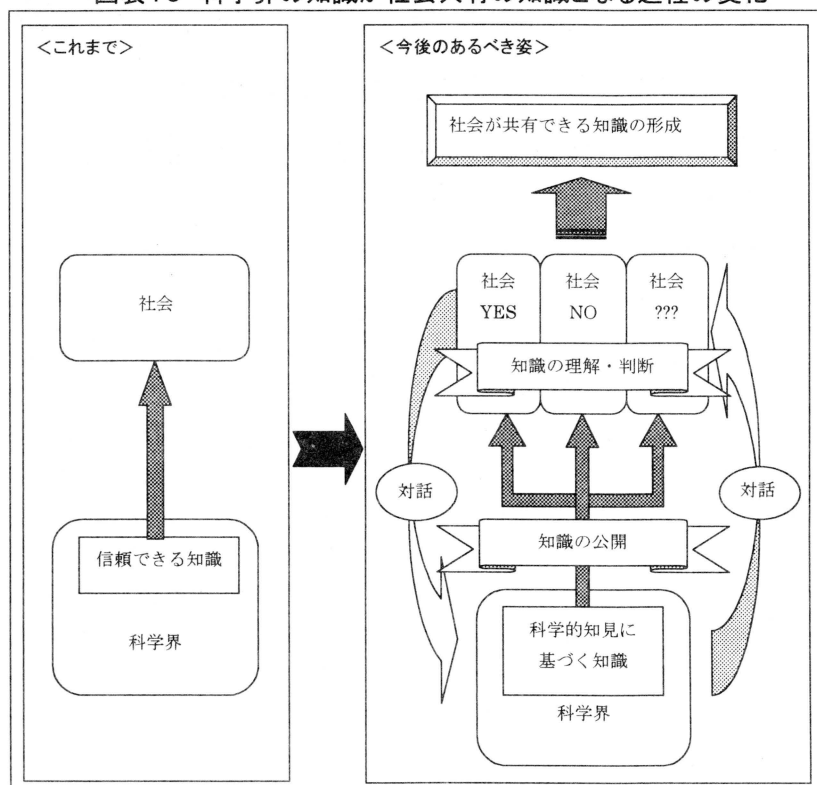 ＜これまで＞
社会
信頼できる知識
科学界
＜今後のあるべき姿＞
社会が共有できる知識の形成
社会
YES
社会
NO
社会
???
知識の理解・判断
対話
対話
知識の公開
科学的知見に
基づく知識
科学界